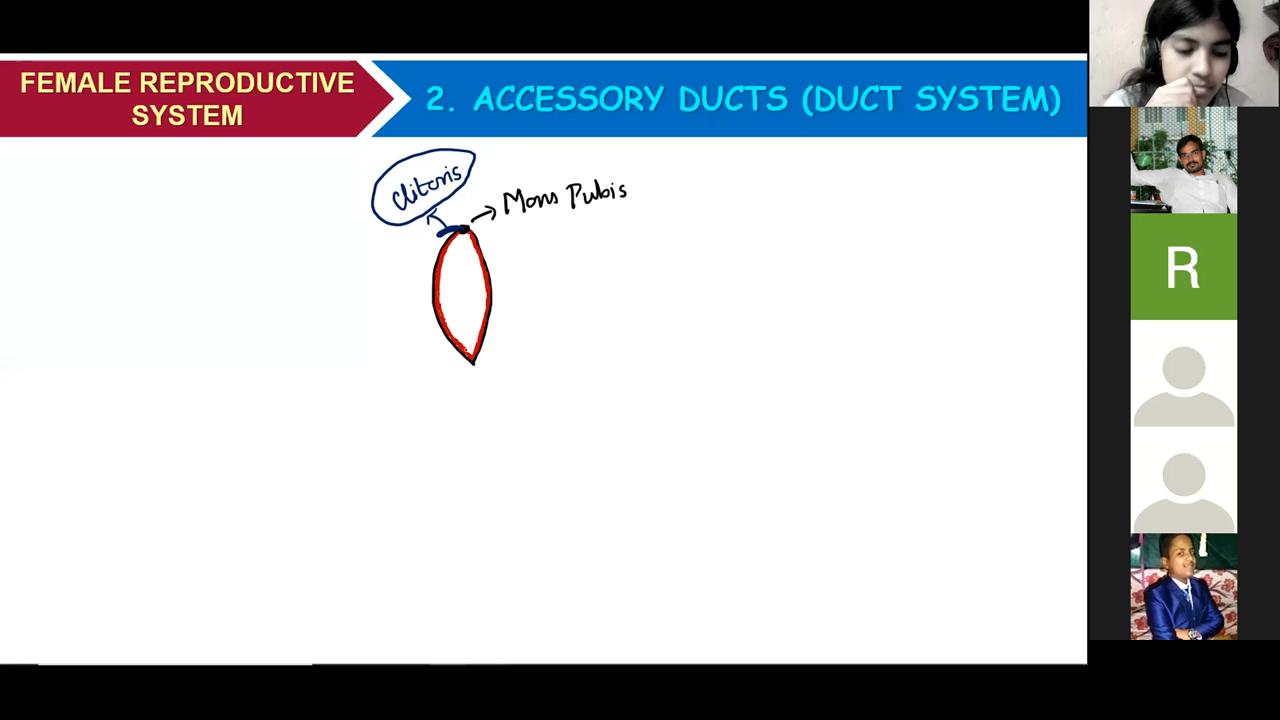 FEMALE REPRODUCTIVE
SYSTEM
2. ACCESSORY DUCTS (DUCT SYSTEM)
clitoris
Mons Pubis
R